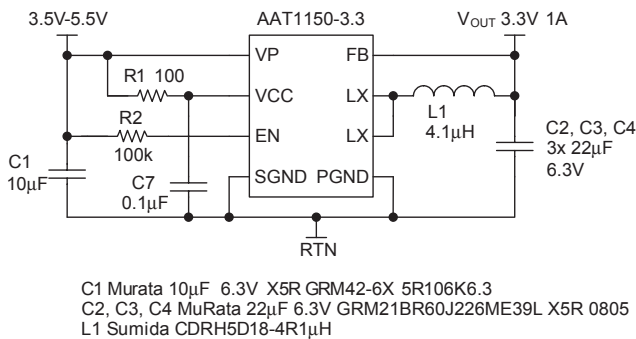 3.5V-5.5V
AAT1150-3.3
VOUT 3.3V 1A
VP
FB
R1 100
VCC
LX
L1
4.1μH
R2
100k
EN
LX
C2, C3, C4
3x 22μF
6.3V
C1
10μF
C7
0.1μF
SGND
PGND
RTN
C1 Murata 10μF 6.3V X5R GRM42-6X 5R106K6.3
C2, C3, C4 MuRata 22μF 6.3V GRM21BR60J226ME39L X5R 0805
L1 Sumida CDRH5D18-4R1μH